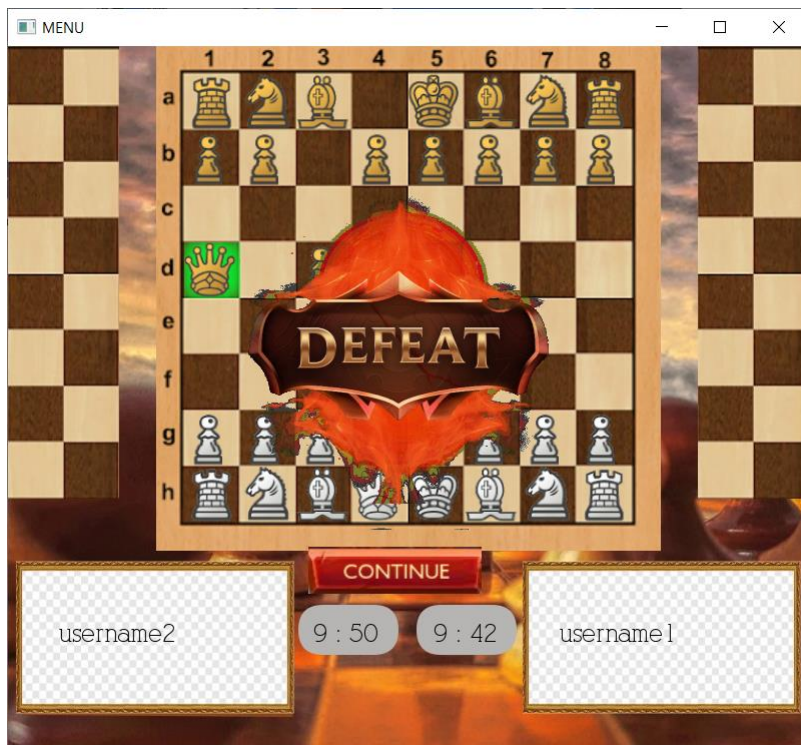 MENU
1 2 3 4 5 6 7 8
a
b
c
d
e
f
g
h
DEFEAT
CONTINUE
username2
9 : 50
9 : 42
username1